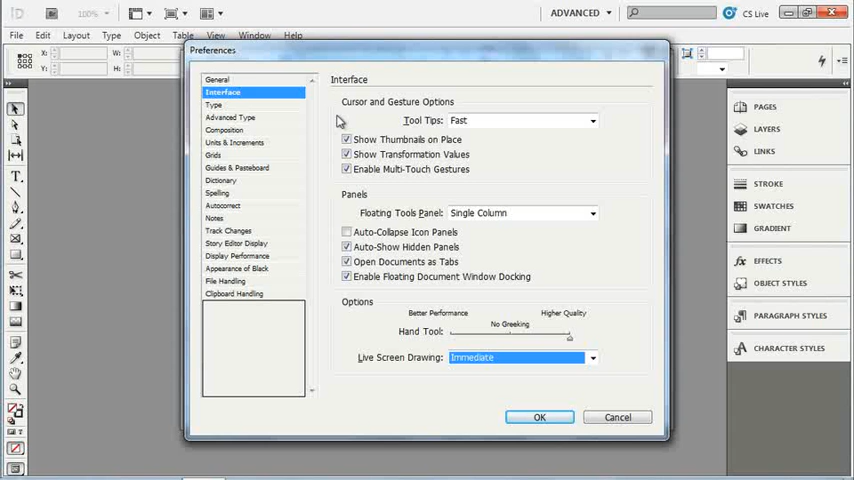 ID
Br
100%
ADVANCED
CS Live
File
Edit
Layout
Type
Object
Table
View
Window
Help
X:
W:
Y:
H:
Preferences
General
Interface
Type
Advanced Type
Composition
Units & Increments
Grids
Guides & Pasteboard
Dictionary
Spelling
Autocorrect
Notes
Track Changes
Story Editor Display
Display Performance
Appearance of Black
File Handling
Clipboard Handling
Interface
Cursor and Gesture Options
Tool Tips: Fast
Show Thumbnails on Place
Show Transformation Values
Enable Multi-Touch Gestures
Panels
Floating Tools Panel: Single Column
Auto-Collapse Icon Panels
Auto-Show Hidden Panels
Open Documents as Tabs
Enable Floating Document Window Docking
Options
Better Performance
Higher Quality
No Greeking
Hand Tool:
Live Screen Drawing: Immediate
OK
Cancel
PAGES
LAYERS
LINKS
STROKE
SWATCHES
GRADIENT
EFFECTS
OBJECT STYLES
PARAGRAPH STYLES
CHARACTER STYLES